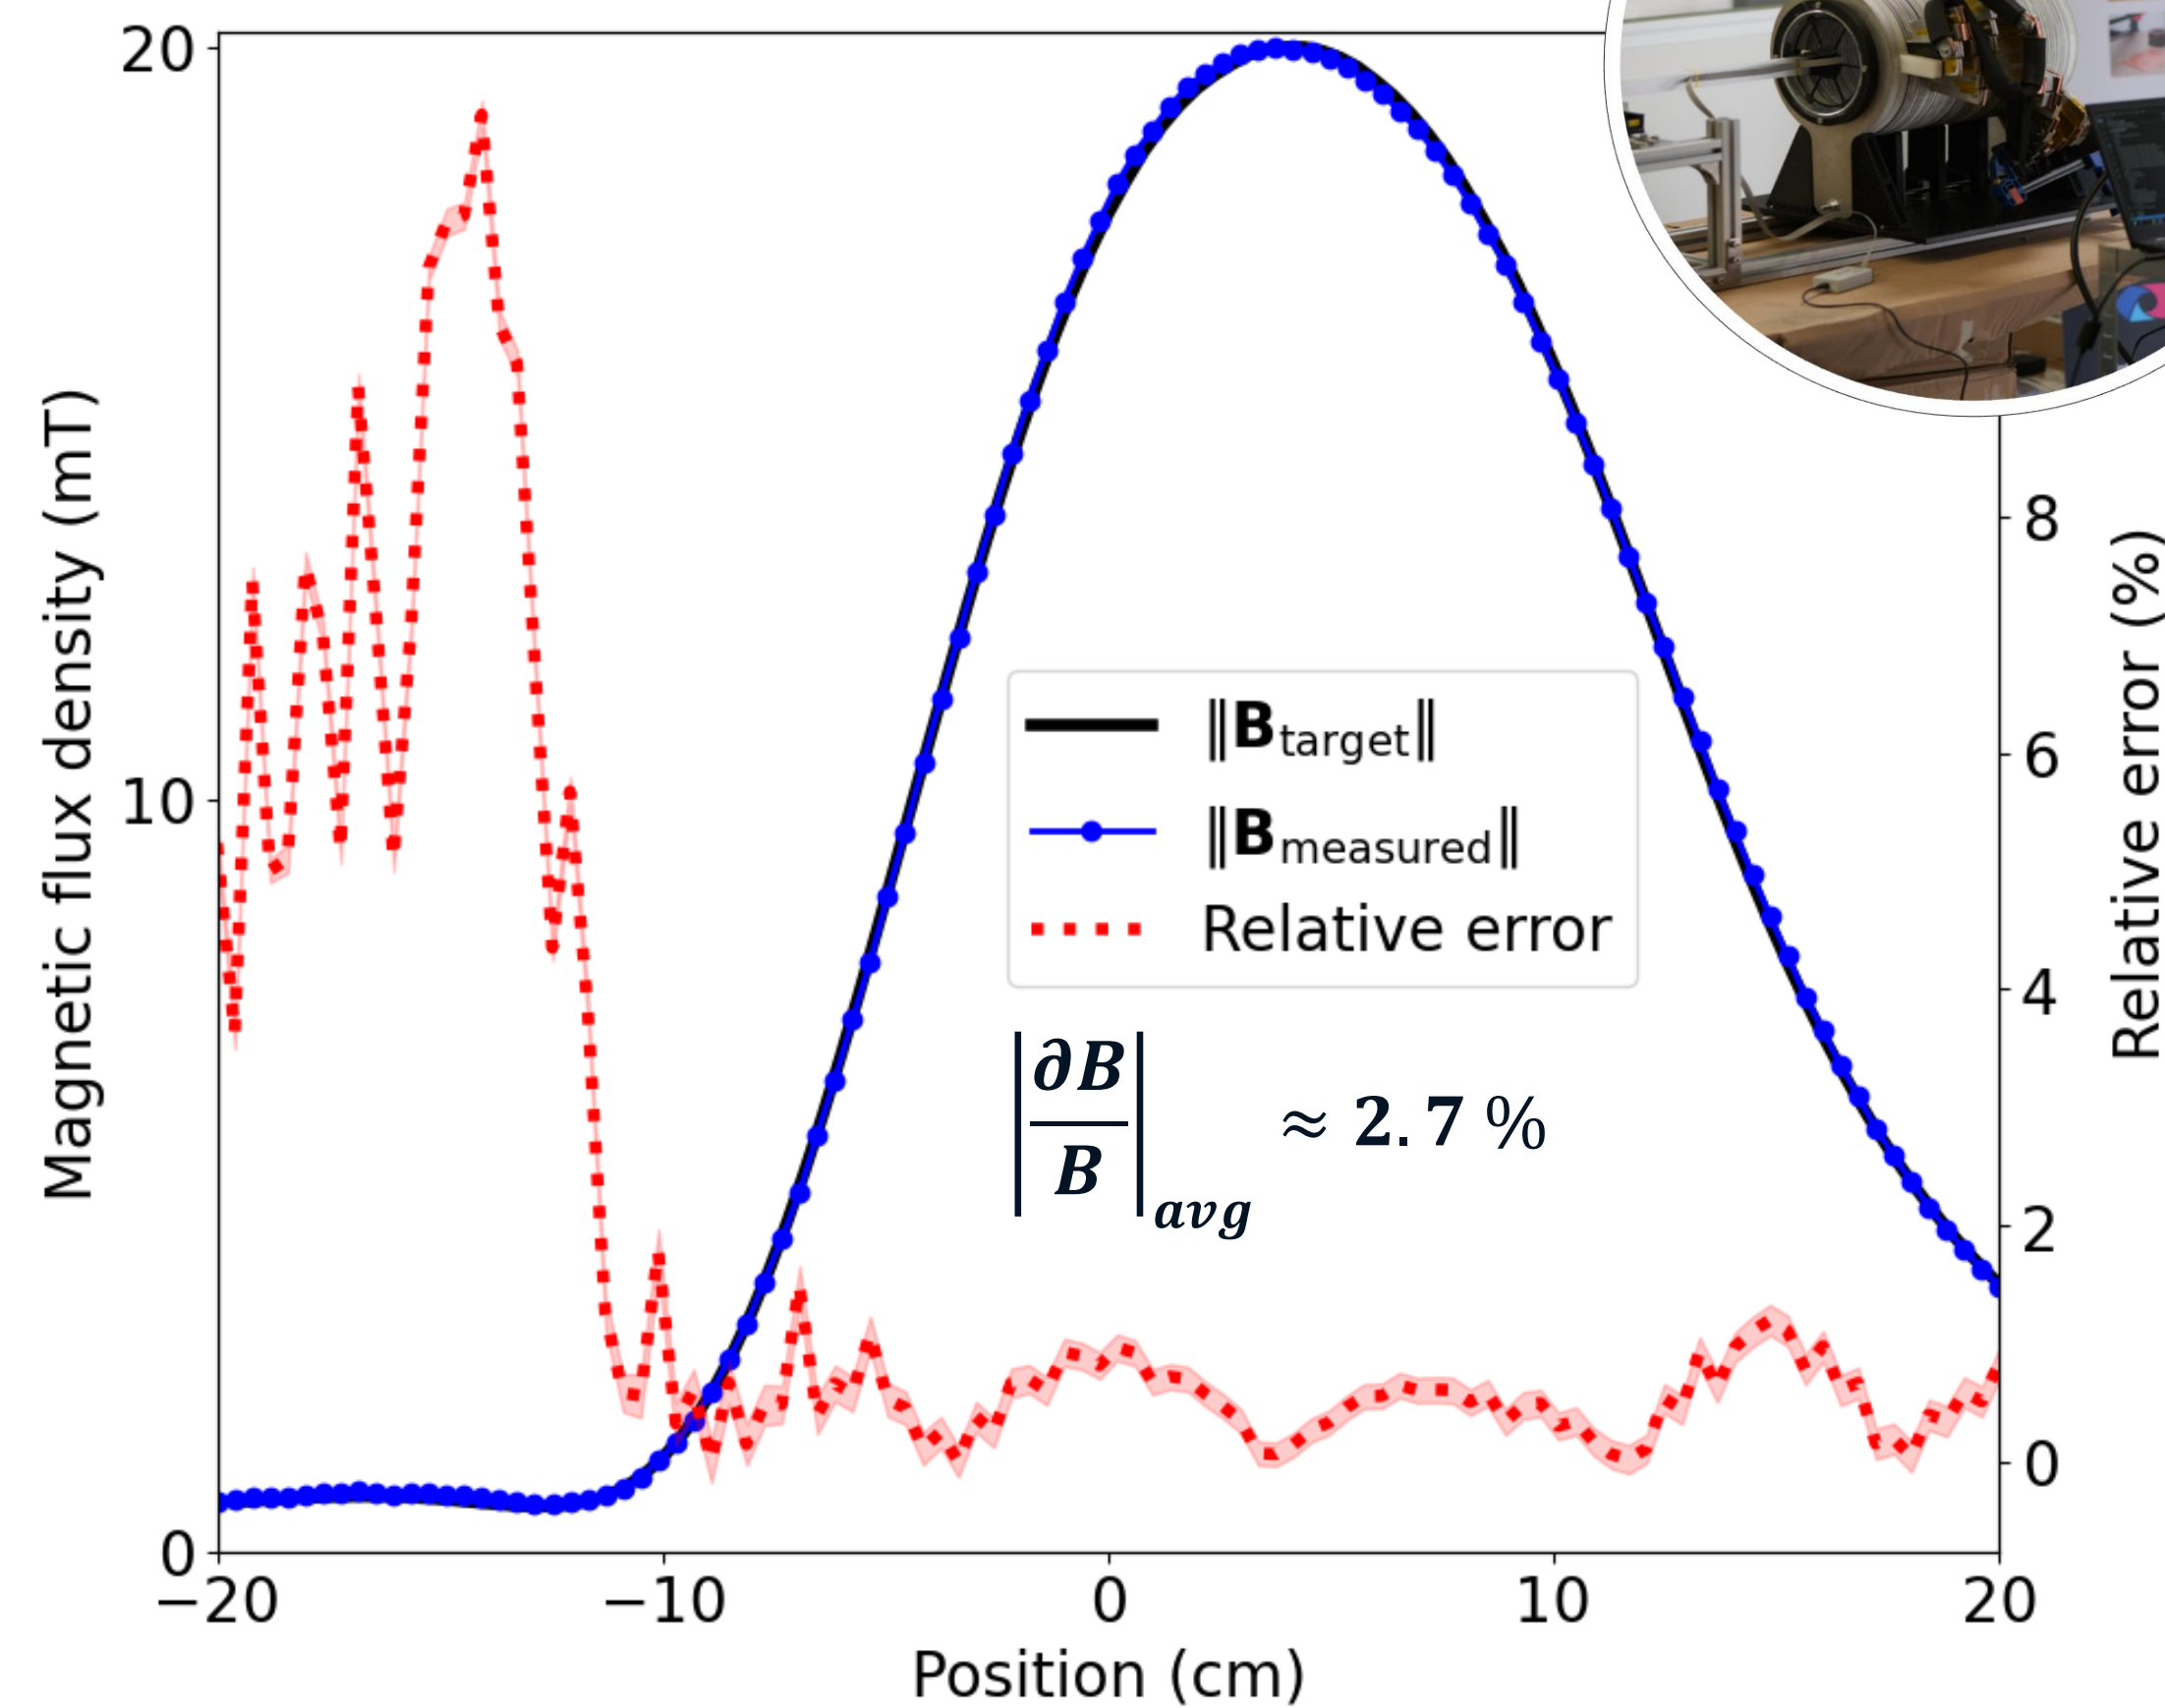 20
10
0
Magnetic flux density (mT)
−20
−10
0
10
20
Position (cm)
8
6
4
2
0
Relative error (%)
‖B_target‖
‖B_measured‖
Relative error
|∂B/B|_avg ≈ 2.7 %